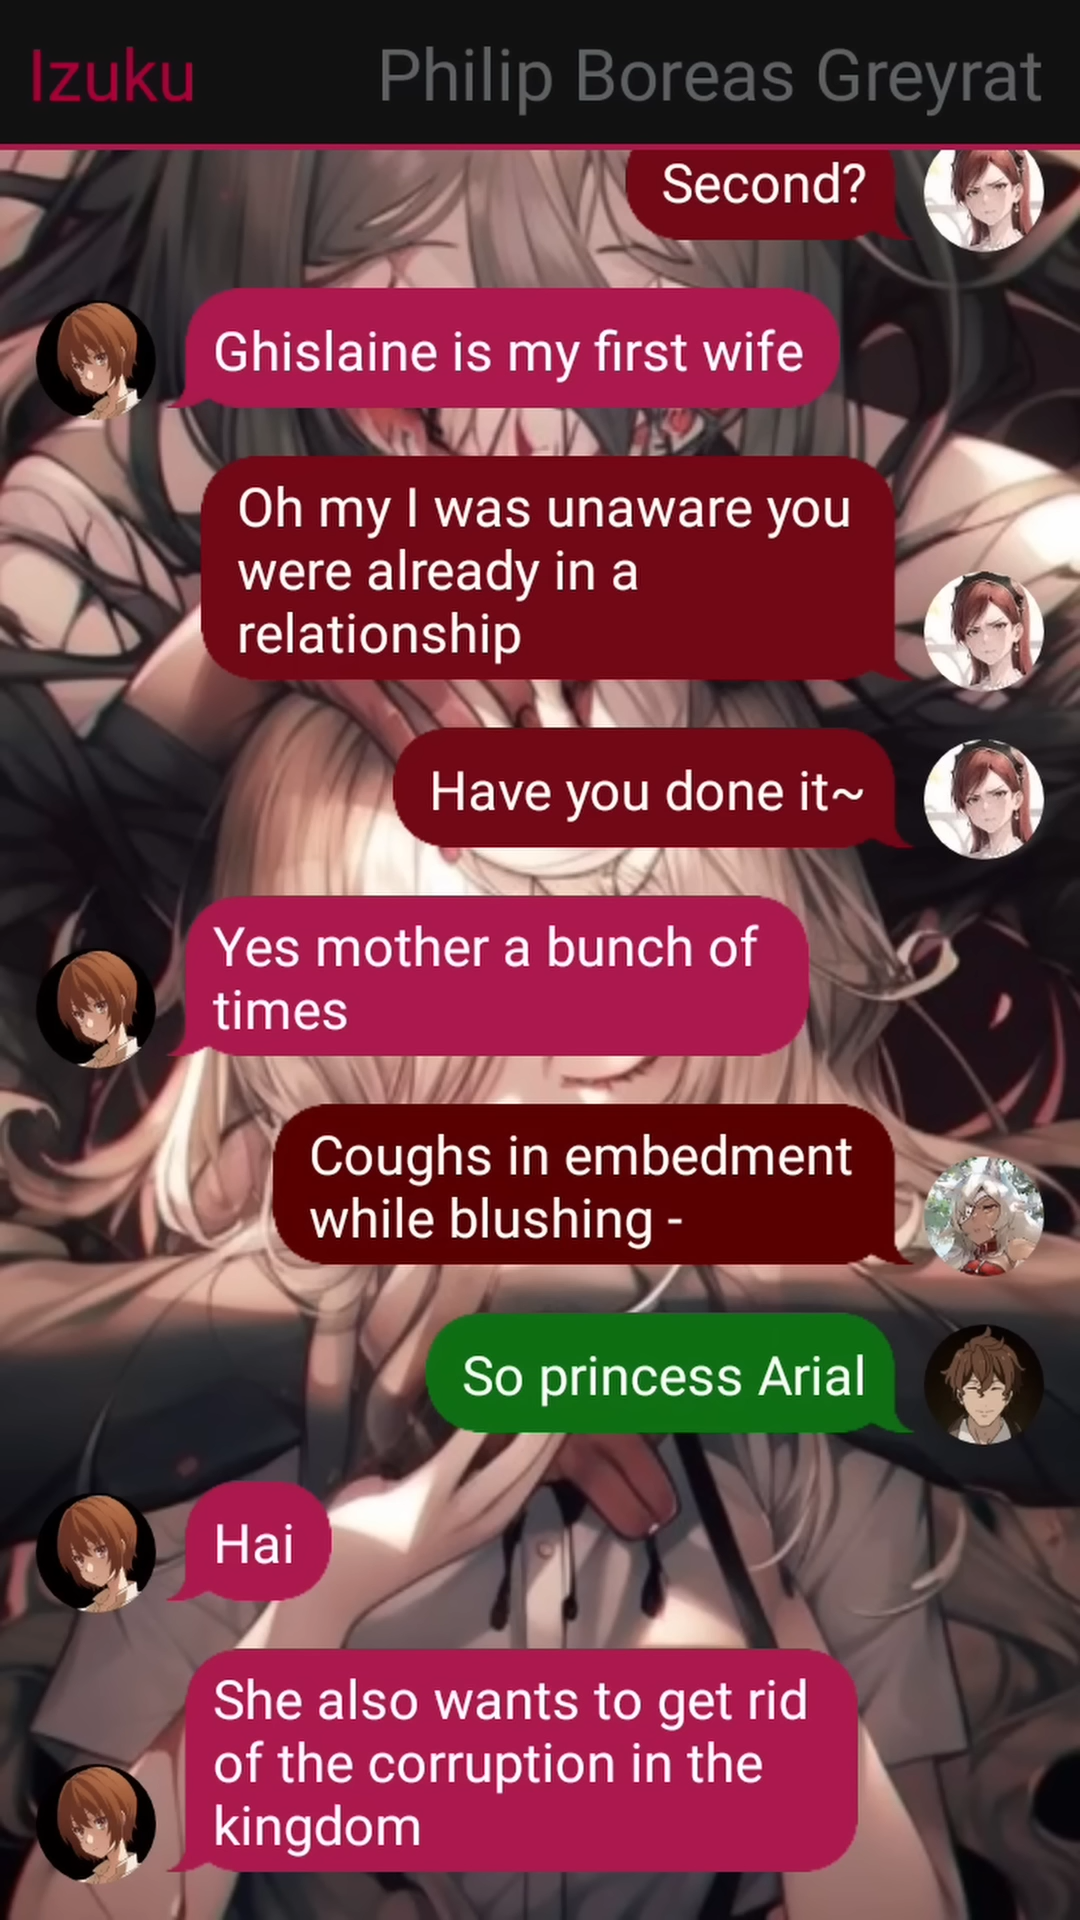 Izuku
Philip Boreas Greyrat
Second?
Ghislaine is my first wife
Oh my I was unaware you
were already in a
relationship
Have you done it~
Yes mother a bunch of
times
Coughs in embedment
while blushing -
So princess Arial
Hai
She also wants to get rid
of the corruption in the
kingdom